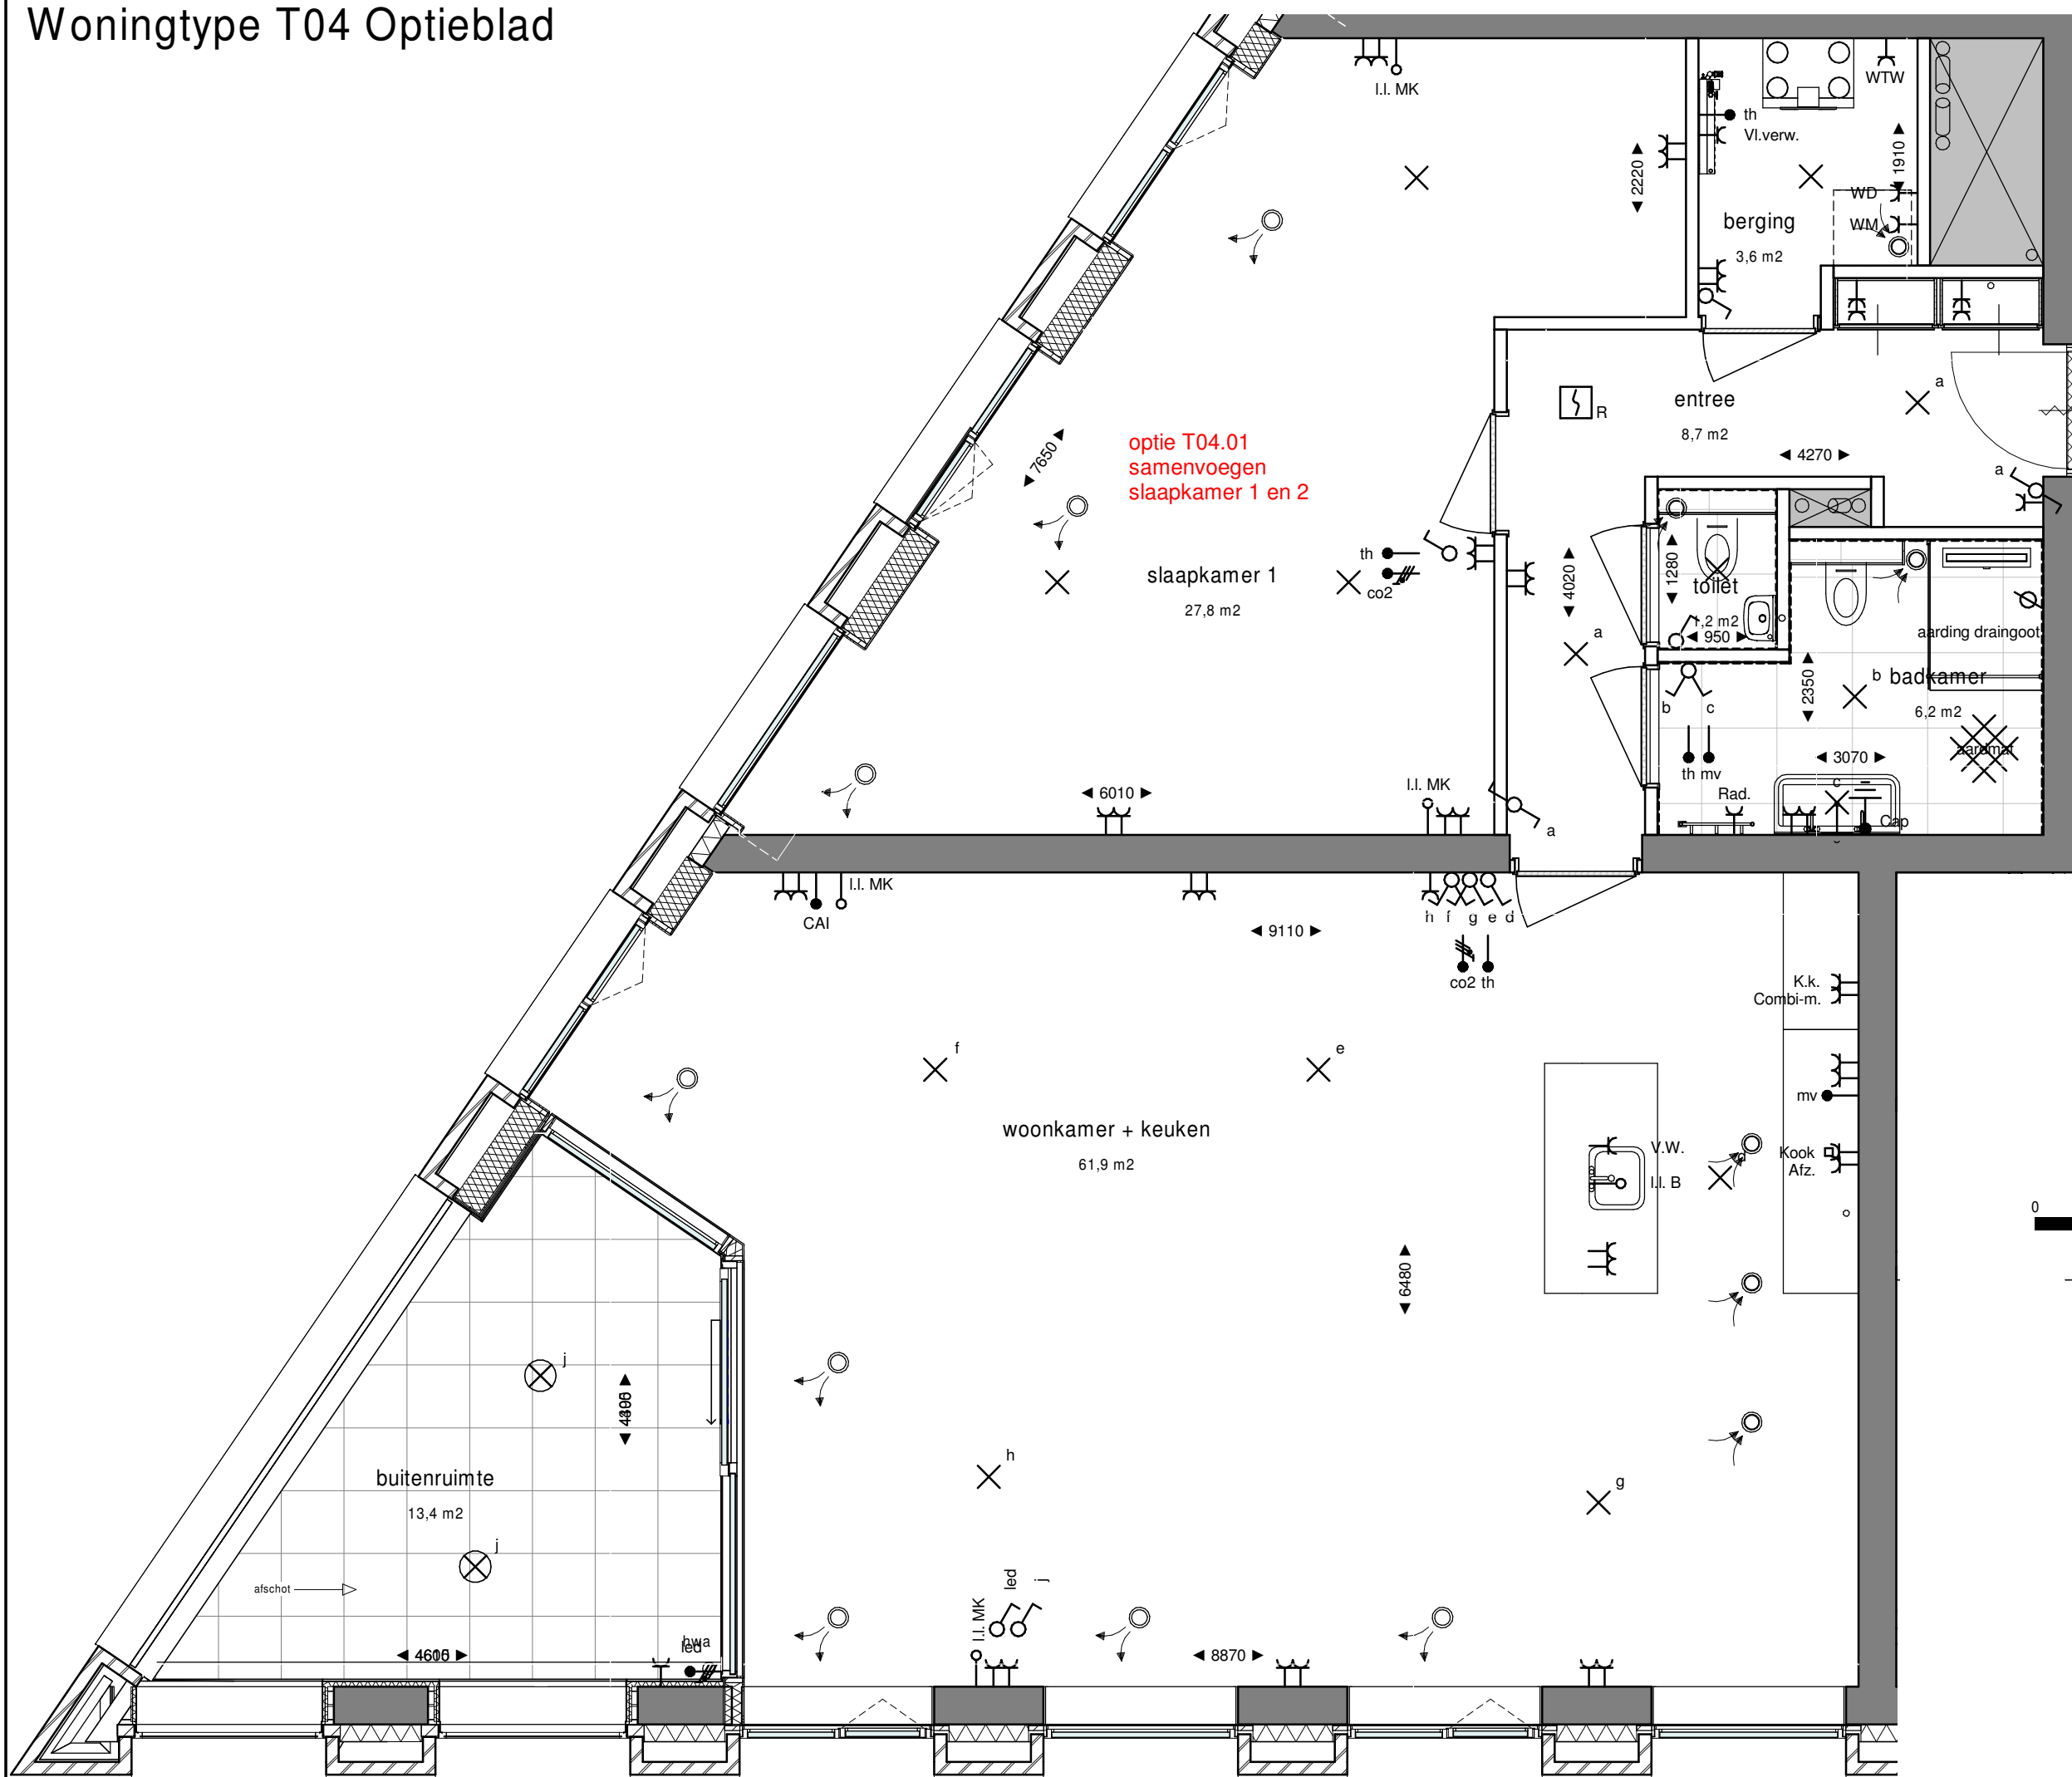 Woningtype T04 Optieblad
l.l. MK
WTW
th
Vl.verw.
2220
1910
WD
WM
berging
3,6 m2
a
R
entree
8,7 m2
optie T04.01
samenvoegen
slaapkamer 1 en 2
7650
4270
a
th
co2
slaapkamer 1
27,8 m2
4020
1280
toilet
1,2 m2
950
a
aarding draingoot
b
badkamer
6,2 m2
2350
b
c
aardmat
3070
th mv
c
Rad.
Cap
6010
l.l. MK
a
l.l. MK
CAI
h
f
g
e
d
9110
co2 th
K.k.
Combi-m.
f
e
mv
woonkamer + keuken
61,9 m2
V.W.
l.l. B
Kook
Afz.
0
6480
j
buitenruimte
13,4 m2
h
g
j
afschot
led
j
l.l. MK
hwa
led
8870